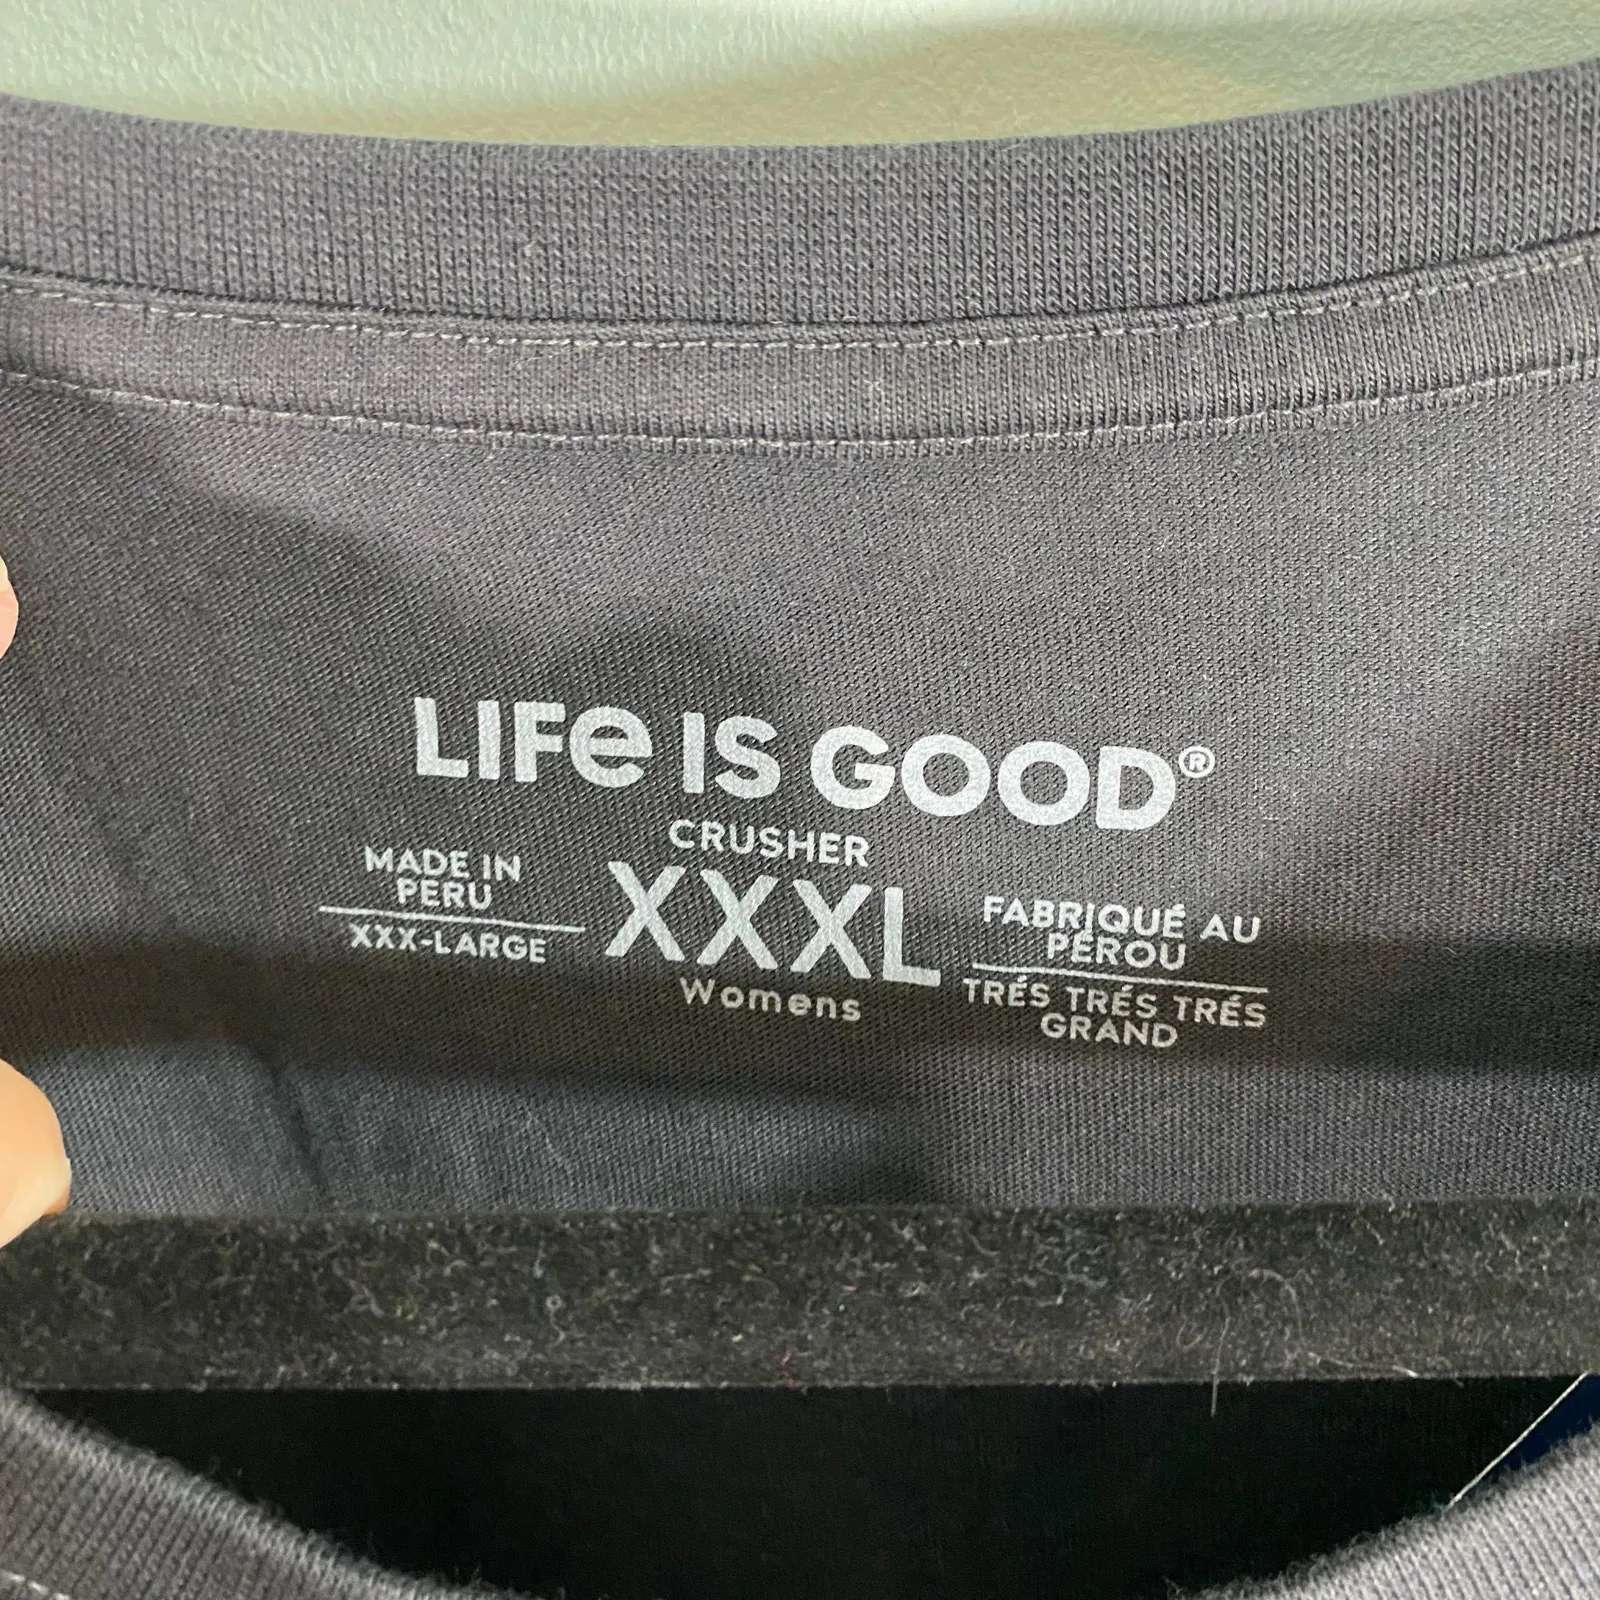 LIFe IS GOOD®
CRUSHER
MADE IN
PERU
XXX-LARGE
XXXL
Womens
FABRIQUÉ AU
PÉROU
TRÉS TRÉS TRÉS
GRAND